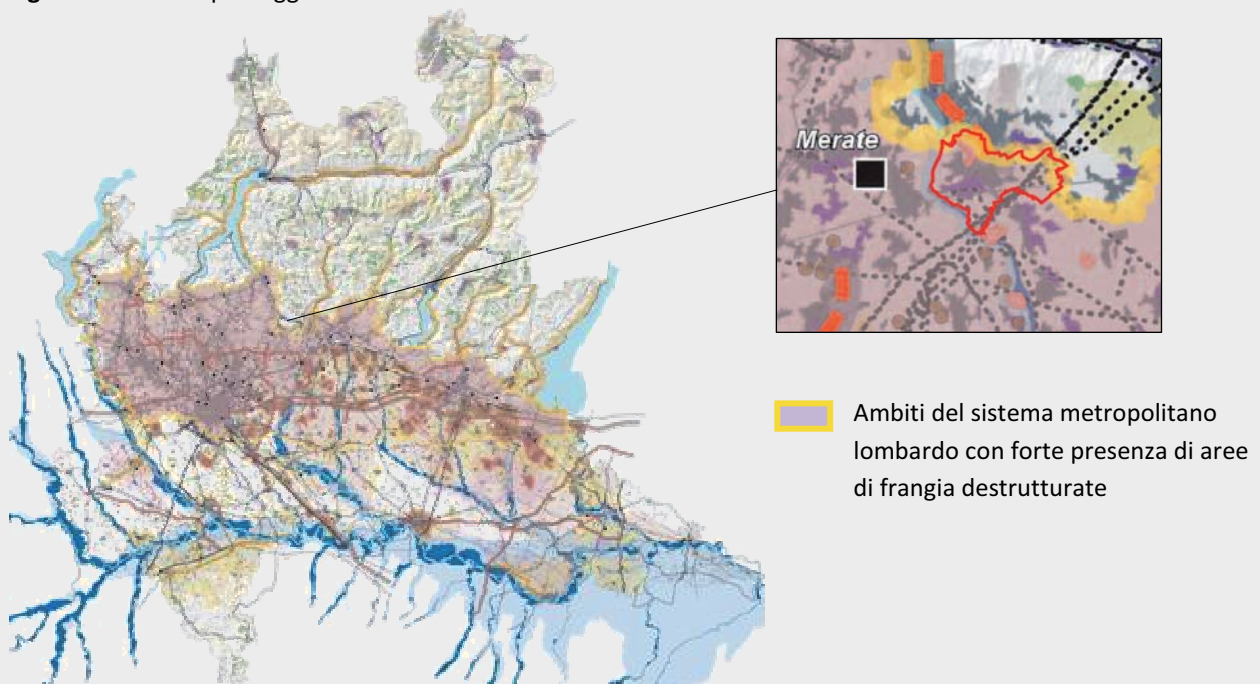 Merate
Ambiti del sistema metropolitano
lombardo con forte presenza di aree
di frangia destrutturate